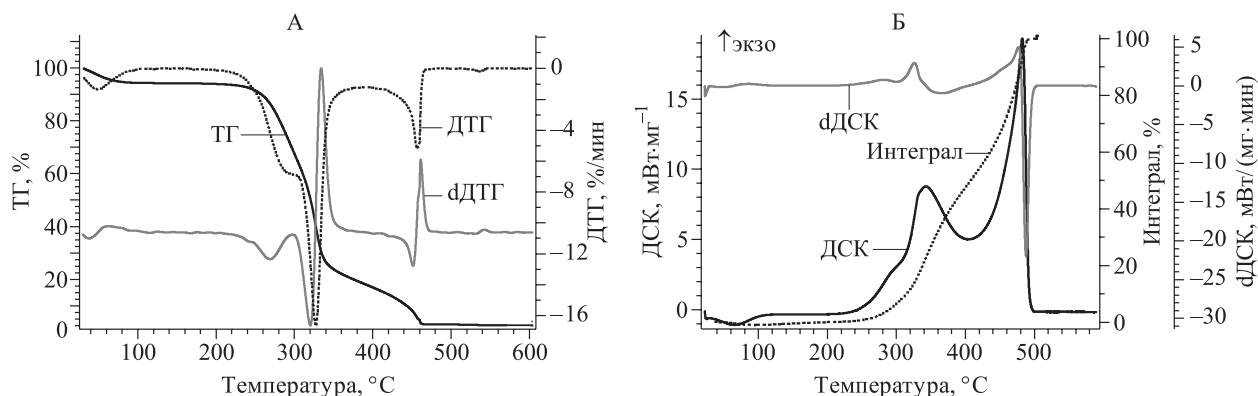 А
Б
ТГ, %
100
80
60
40
20
0
ТГ
ДТГ
dДТГ
0
−4
−8
−12
−16
ДТГ, %/мин
100 200 300 400 500 600
Температура, °C
↑экзо
ДСК, мВт·мг⁻¹
15
10
5
0
dДСК
Интеграл
ДСК
100
80
60
40
20
0
Интеграл, %
5
0
−5
−10
−15
−20
−25
−30
dДСК, мВт/(мг·мин)
100 200 300 400 500
Температура, °C